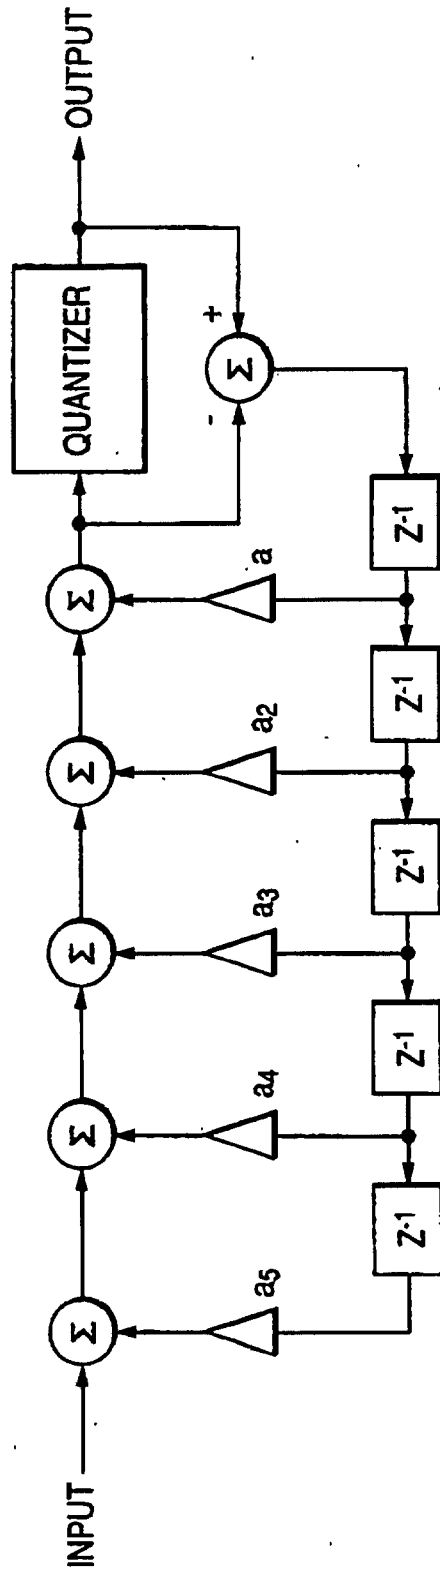 INPUT
Σ
Σ
Σ
Σ
Σ
QUANTIZER
OUTPUT
a5
a4
a3
a2
a
-
+
Σ
Z-1
Z-1
Z-1
Z-1
Z-1